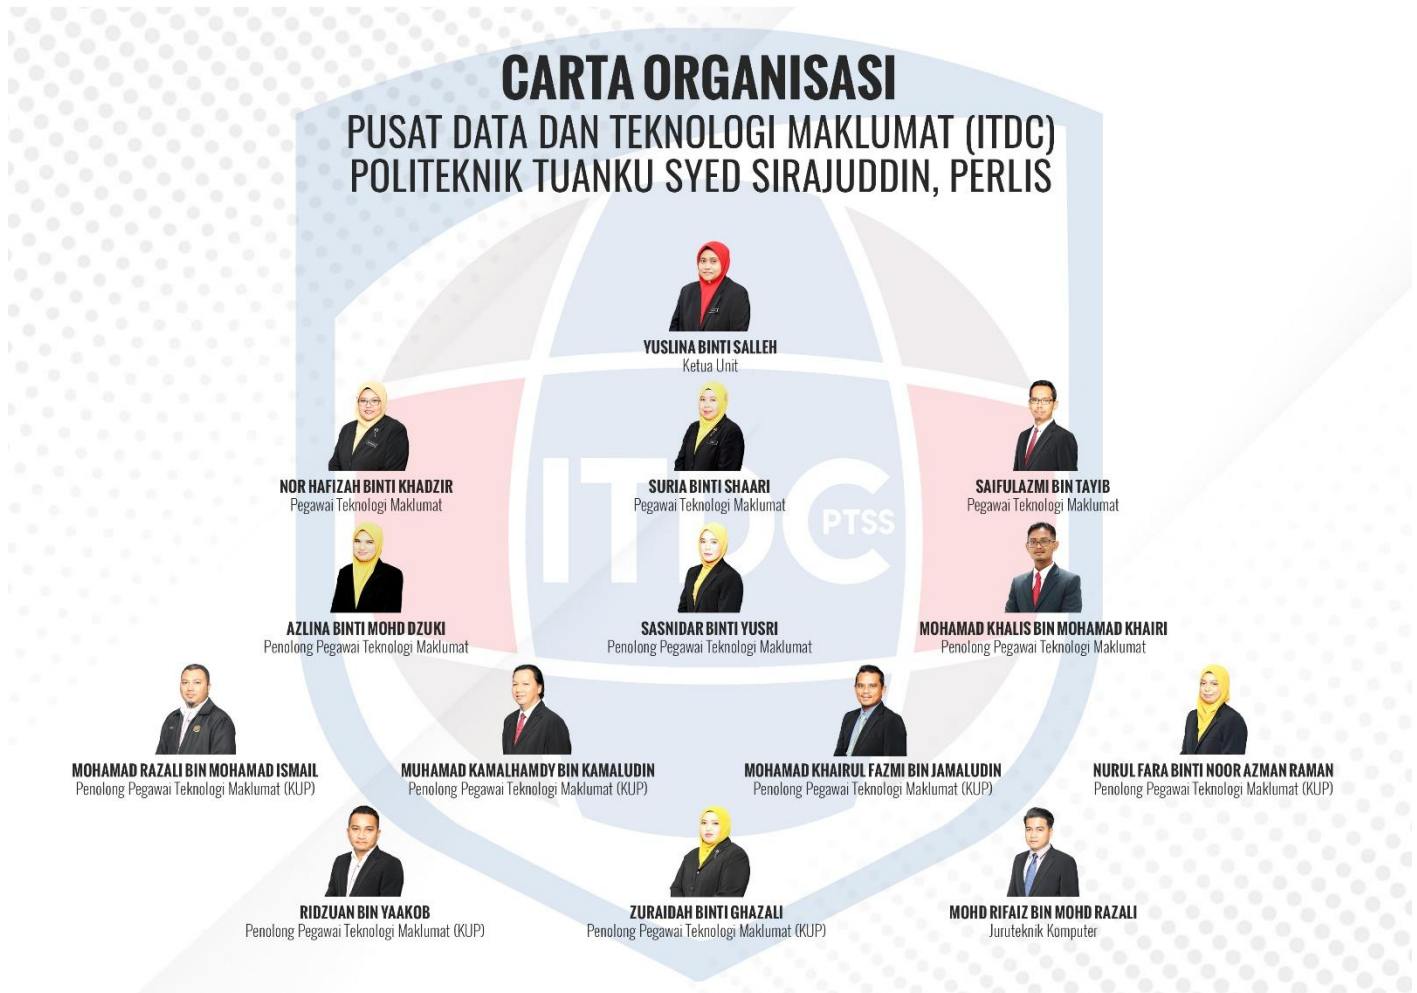 CARTA ORGANISASI
PUSAT DATA DAN TEKNOLOGI MAKLUMAT (ITDC)
POLITEKNIK TUANKU SYED SIRAJUDDIN, PERLIS
YUSLINA BINTI SALLEH
Ketua Unit
NOR HAFIZAH BINTI KHADZIR
Pegawai Teknologi Maklumat
SURIA BINTI SHAARI
Pegawai Teknologi Maklumat
SAIFULAZMI BIN TAYIB
Pegawai Teknologi Maklumat
ITDC
PTSS
AZLINA BINTI MOHD DZUKI
Penolong Pegawai Teknologi Maklumat
SASNIDAR BINTI YUSRI
Penolong Pegawai Teknologi Maklumat
MOHAMAD KHALIS BIN MOHAMAD KHAIRI
Penolong Pegawai Teknologi Maklumat
MOHAMAD RAZALI BIN MOHAMAD ISMAIL
Penolong Pegawai Teknologi Maklumat (KUP)
MUHAMAD KAMALHAMDY BIN KAMALUDIN
Penolong Pegawai Teknologi Maklumat (KUP)
MOHAMAD KHAIRUL FAZMI BIN JAMALUDIN
Penolong Pegawai Teknologi Maklumat (KUP)
NURUL FARA BINTI NOOR AZMAN RAMAN
Penolong Pegawai Teknologi Maklumat (KUP)
RIDZUAN BIN YAAKOB
Penolong Pegawai Teknologi Maklumat (KUP)
ZURAIDAH BINTI GHAZALI
Penolong Pegawai Teknologi Maklumat (KUP)
MOHD RIFAIZ BIN MOHD RAZALI
Juruteknik Komputer